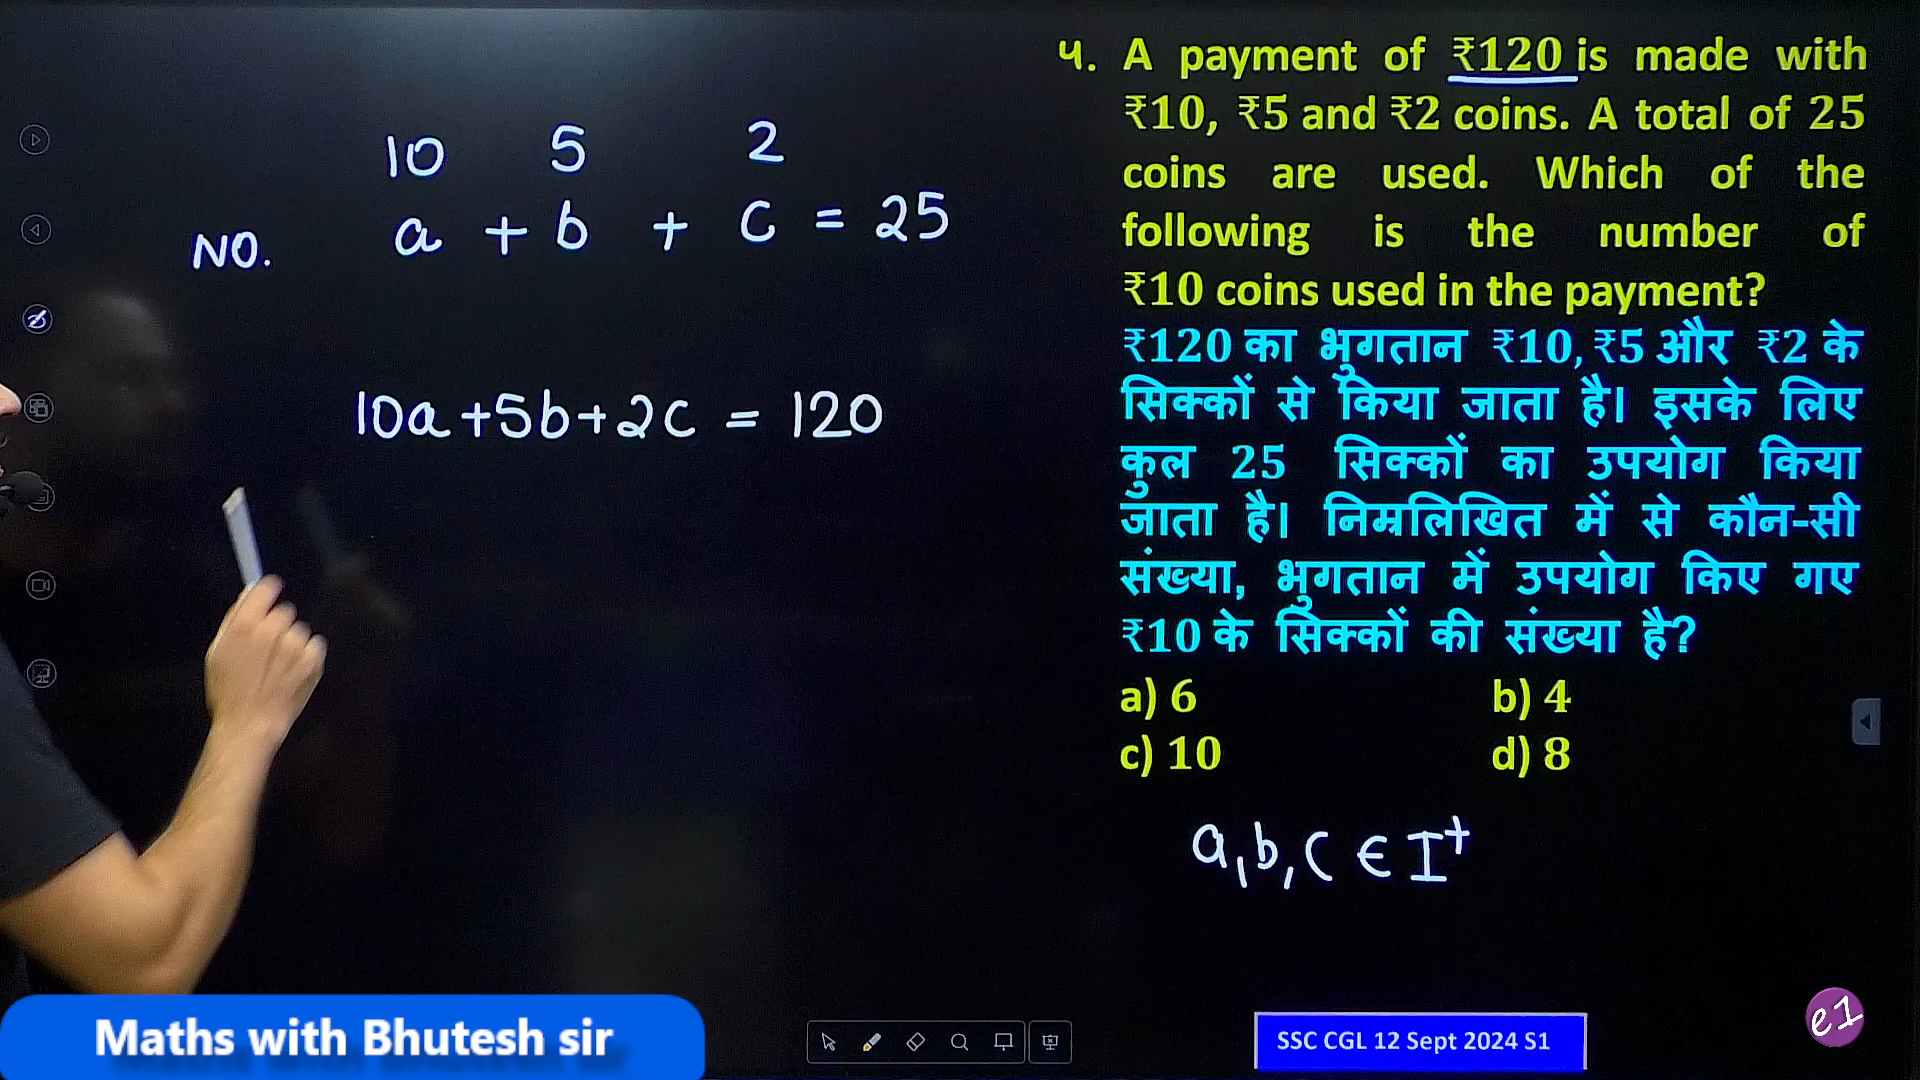 10 5 2
NO. a + b + c = 25
10a+5b+2c = 120
4. A payment of ₹120 is made with
₹10, ₹5 and ₹2 coins. A total of 25
coins are used. Which of the
following is the number of
₹10 coins used in the payment?
₹120 का भुगतान ₹10, ₹5 और ₹2 के
सिक्कों से किया जाता है। इसके लिए
कुल 25 सिक्कों का उपयोग किया
जाता है। निम्नलिखित में से कौन-सी
संख्या, भुगतान में उपयोग किए गए
₹10 के सिक्कों की संख्या है?
a) 6 b) 4
c) 10 d) 8
a, b, c ∈ I⁺
Maths with Bhutesh sir
SSC CGL 12 Sept 2024 S1
e1